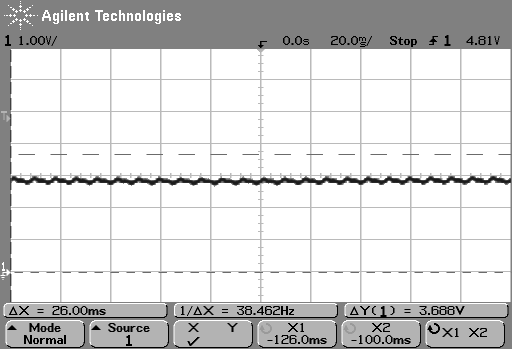 Agilent Technologies
1 1.00V/ 0.0s 20.0ms/ Stop 1 4.81V
T
1
ΔX = 26.00ms 1/ΔX = 38.462Hz ΔY(1) = 3.688V
Mode Source X Y X1 X2 X1 X2
Normal 1 -126.0ms -100.0ms